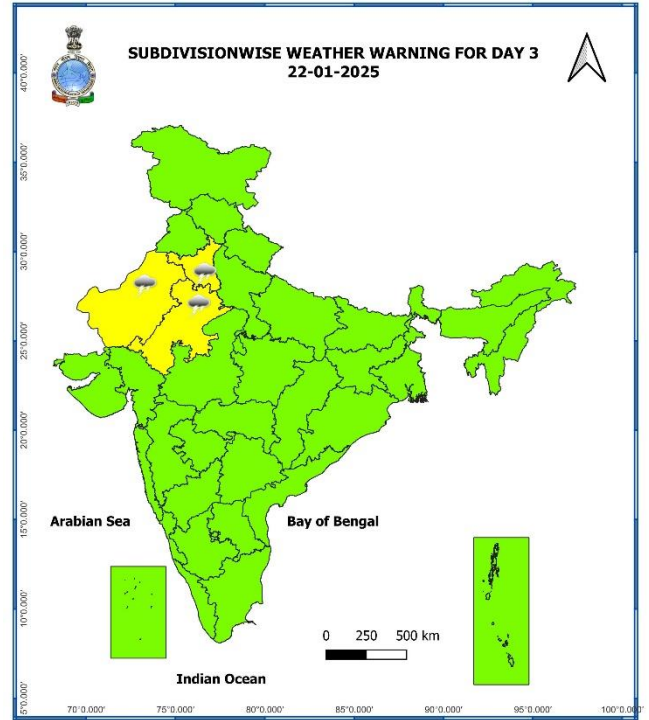 SUBDIVISIONWISE WEATHER WARNING FOR DAY 3
22-01-2025
40°0.000'
35°0.000'
30°0.000'
25°0.000'
20°0.000'
15°0.000'
10°0.000'
5°0.000'
Arabian Sea
Bay of Bengal
0 250 500 km
Indian Ocean
70°0.000' 75°0.000' 80°0.000' 85°0.000' 90°0.000' 95°0.000' 100°0.000'